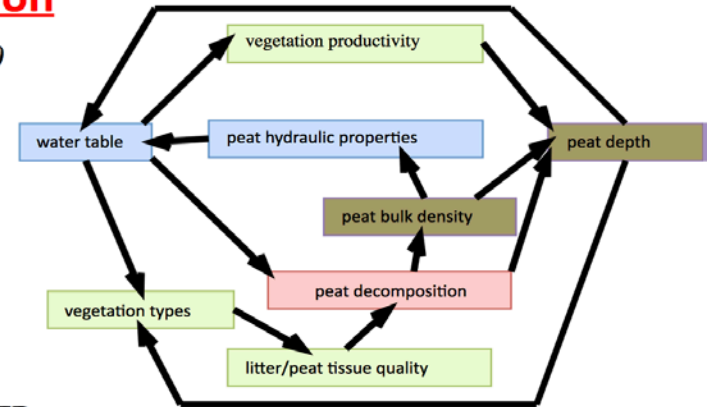 vegetation productivity
water table
peat hydraulic properties
peat depth
peat bulk density
peat decomposition
vegetation types
litter/peat tissue quality